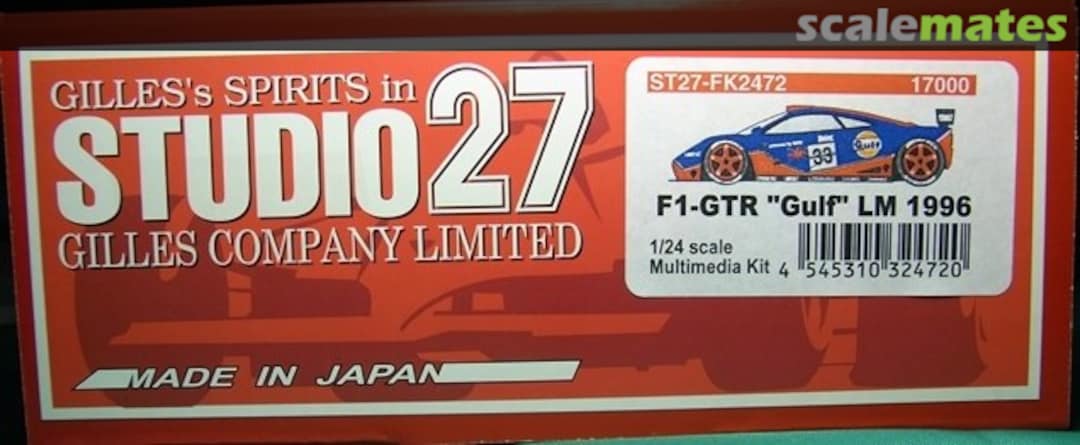 scalemates
GILLES's SPIRITS in
STUDIO27
GILLES COMPANY LIMITED
MADE IN JAPAN
ST27-FK2472 17000
33
Gulf
F1-GTR "Gulf" LM 1996
1/24 scale
Multimedia Kit 4 545310 324720